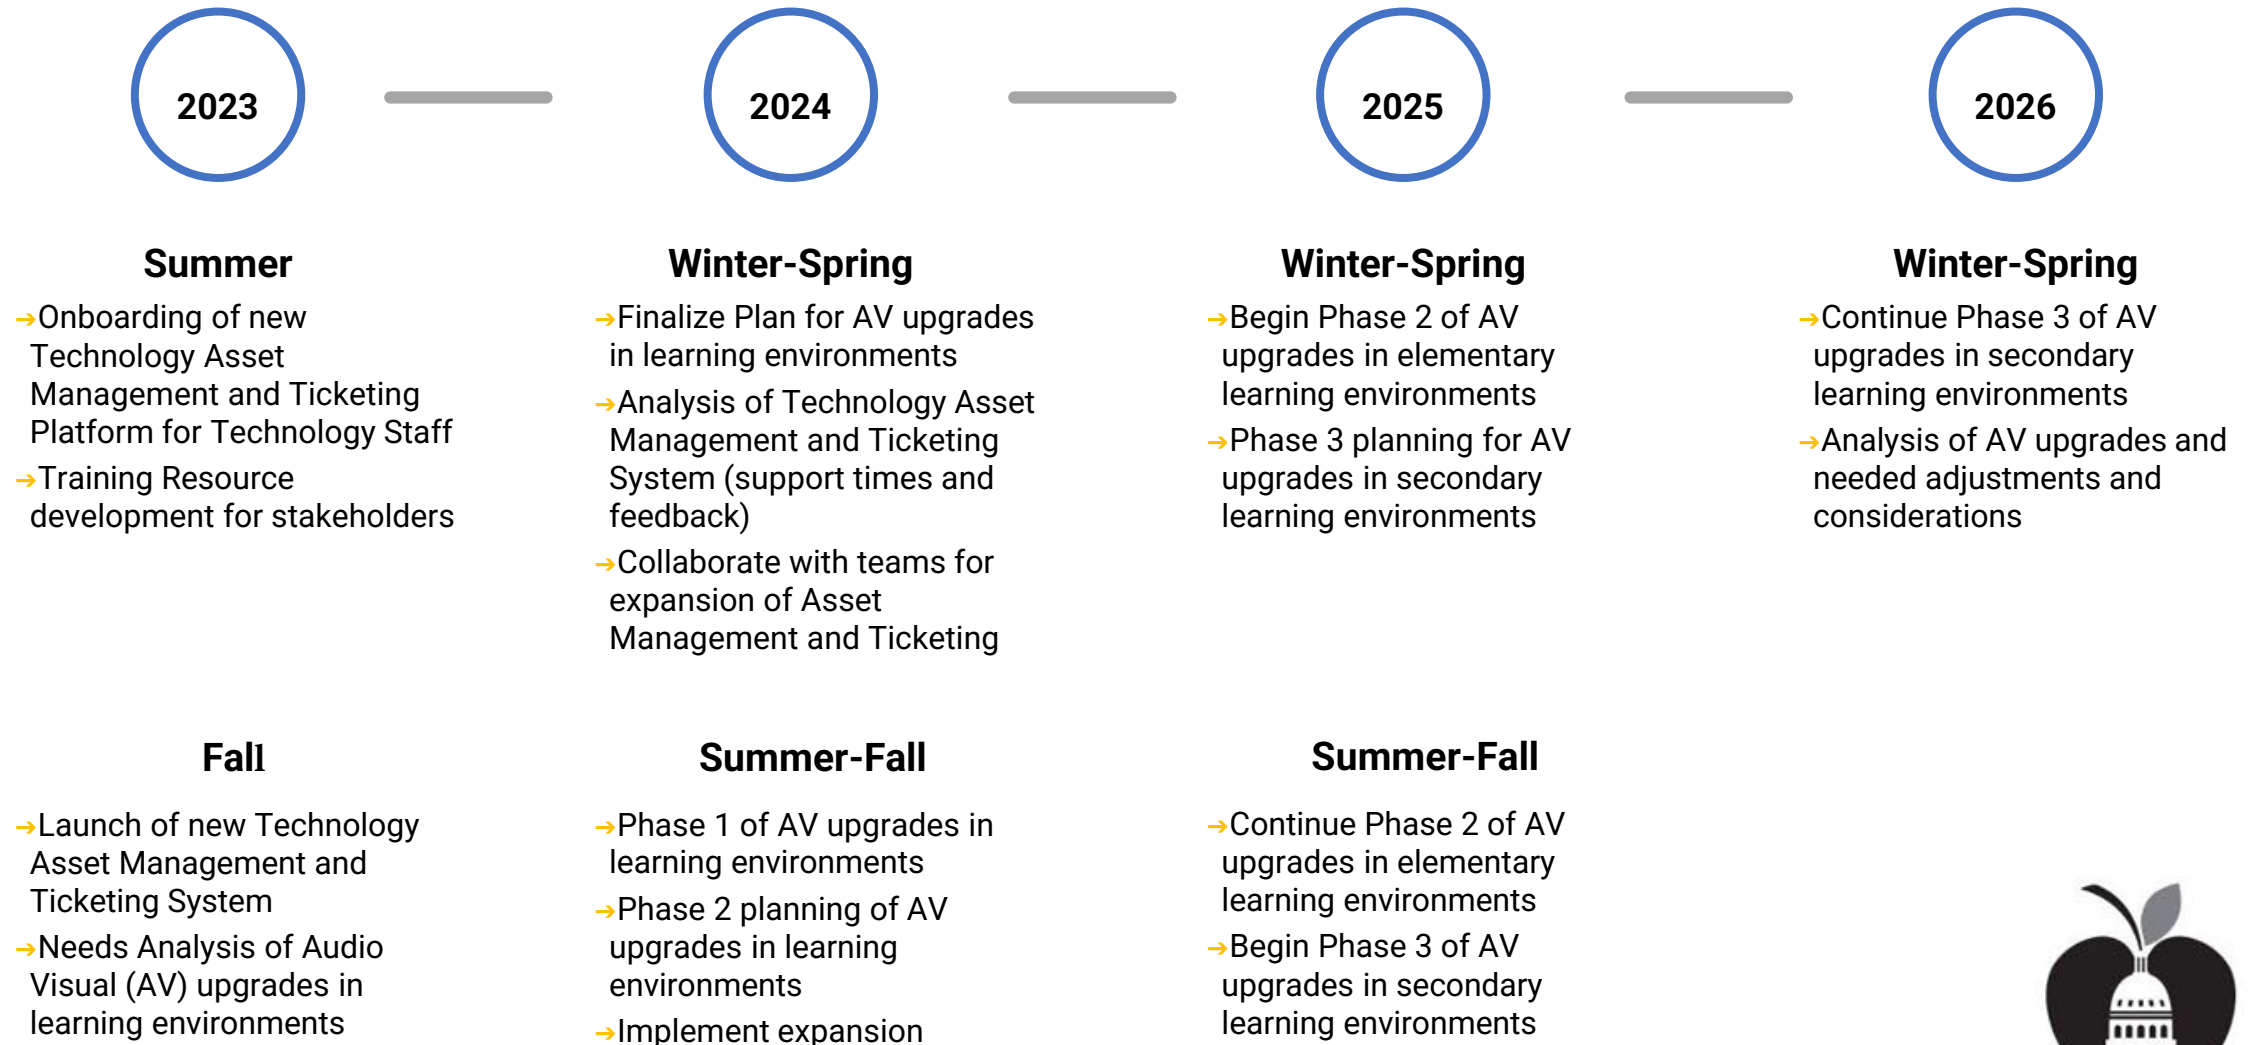 2023
2024
2025
2026
Summer
➔Onboarding of new
Technology Asset
Management and Ticketing
Platform for Technology Staff
➔Training Resource
development for stakeholders
Fall
➔Launch of new Technology
Asset Management and
Ticketing System
➔Needs Analysis of Audio
Visual (AV) upgrades in
learning environments
Winter-Spring
➔Finalize Plan for AV upgrades
in learning environments
➔Analysis of Technology Asset
Management and Ticketing
System (support times and
feedback)
➔Collaborate with teams for
expansion of Asset
Management and Ticketing
Summer-Fall
➔Phase 1 of AV upgrades in
learning environments
➔Phase 2 planning of AV
upgrades in learning
environments
➔Implement expansion
Winter-Spring
➔Begin Phase 2 of AV
upgrades in elementary
learning environments
➔Phase 3 planning for AV
upgrades in secondary
learning environments
Summer-Fall
➔Continue Phase 2 of AV
upgrades in elementary
learning environments
➔Begin Phase 3 of AV
upgrades in secondary
learning environments
Winter-Spring
➔Continue Phase 3 of AV
upgrades in secondary
learning environments
➔Analysis of AV upgrades and
needed adjustments and
considerations